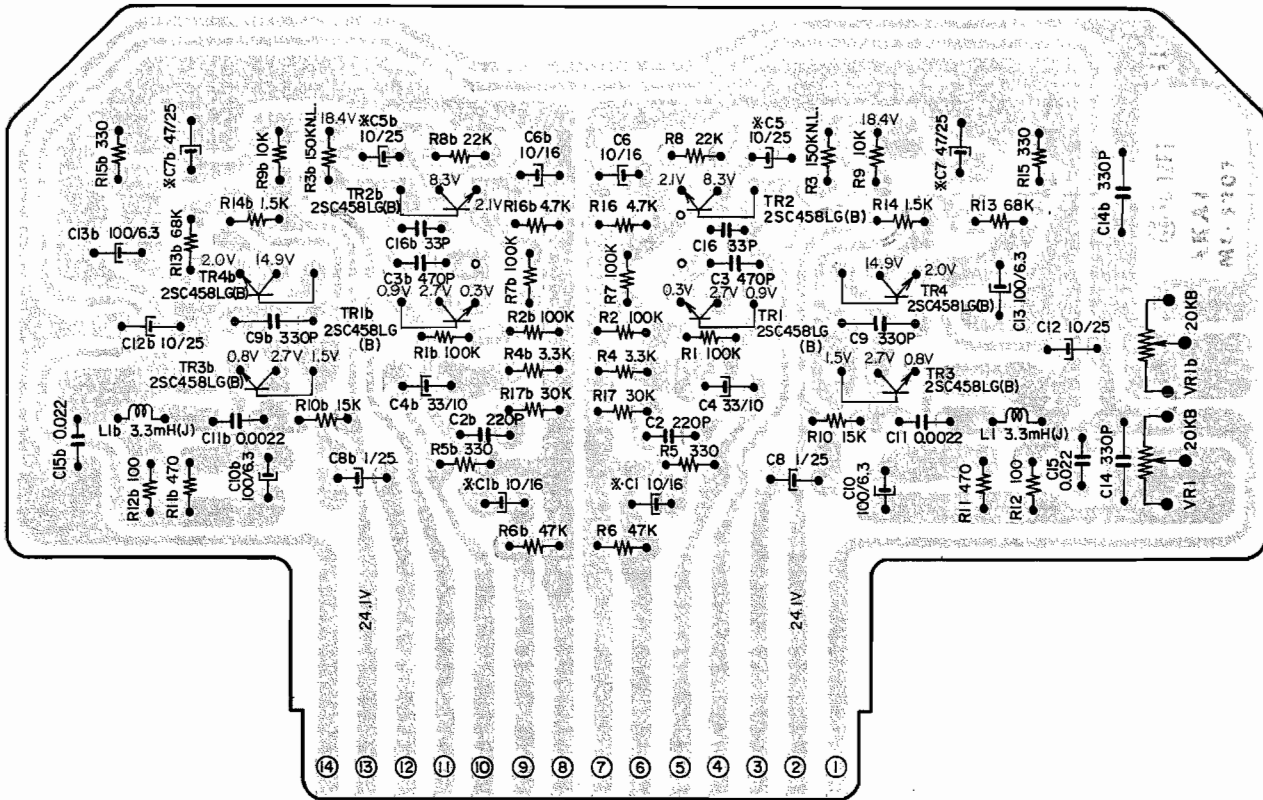 R15b 330
※C7b 47/25
R9b 10K
R3b 150KNL.
18.4V
※C5b
10/25
R8b 22K
C6b
10/16
C6
10/16
R8 22K
※C5
10/25
R3 150KNL.
18.4V
R9 10K
※C7 47/25
R15 330
C14b 330P
AKAI
R14b 1.5K
TR2b
2SC458LG(B)
8.3V
2.1V
R16b 4.7K
R16 4.7K
2.1V
8.3V
TR2
2SC458LG(B)
R14 1.5K
R13 68K
C13b 100/6.3
R13b 68K
C16b 33P
C16 33P
2.0V
14.9V
TR4b
2SC458LG(B)
C3b 470P
R7b 100K
R7 100K
C3 470P
14.9V
2.0V
TR4
2SC458LG(B)
C13 100/6.3
0.9V
2.7V
0.3V
0.3V
2.7V
0.9V
C12b 10/25
C9b 330P
TR1b
2SC458LG
(B)
R1b 100K
R2b 100K
R2 100K
R1 100K
TR1
2SC458LG
(B)
C9 330P
C12 10/25
20KB
VR1b
0.8V
2.7V
1.5V
TR3b
2SC458LG(B)
R4b 3.3K
R4 3.3K
1.5V
2.7V
0.8V
TR3
2SC458LG(B)
C4b 33/10
R17b 30K
R17 30K
C4 33/10
C15b 0.022
L1b 3.3mH(J)
C11b 0.0022
R10b 15K
C2b 220P
C2 220P
R10 15K
C11 0.0022
L1 3.3mH(J)
C15
0.022
C14 330P
20KB
VR1
R12b 100
R11b 470
C10b
100/6.3
C8b 1/25
R5b 330
R5 330
C8 1/25
C10
100/6.3
R11 470
R12 100
※C1b 10/16
※C1 10/16
R6b 47K
R6 47K
24.1V
24.1V
⑭ ⑬ ⑫ ⑪ ⑩ ⑨ ⑧ ⑦ ⑥ ⑤ ④ ③ ② ①